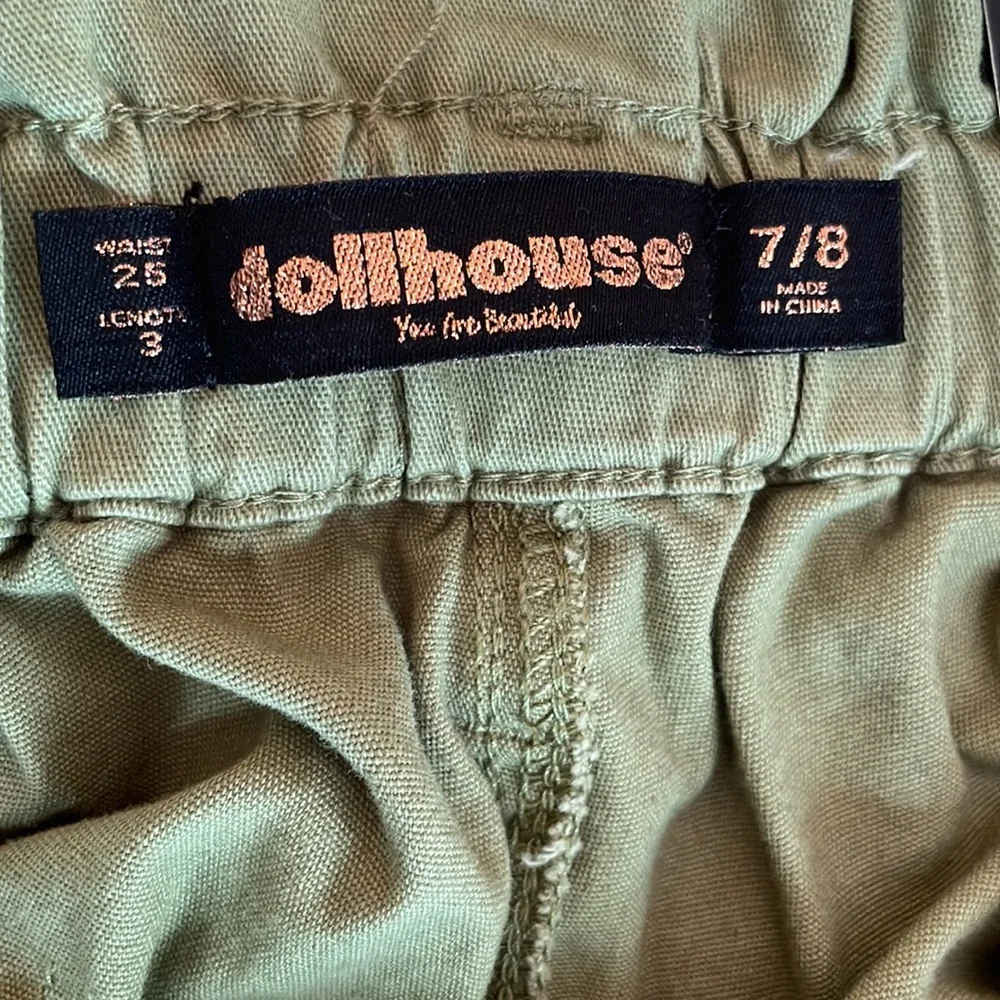 WAIST
25
LENGTH
3
dollhouse®
You Are Beautiful
7/8
MADE
IN CHINA